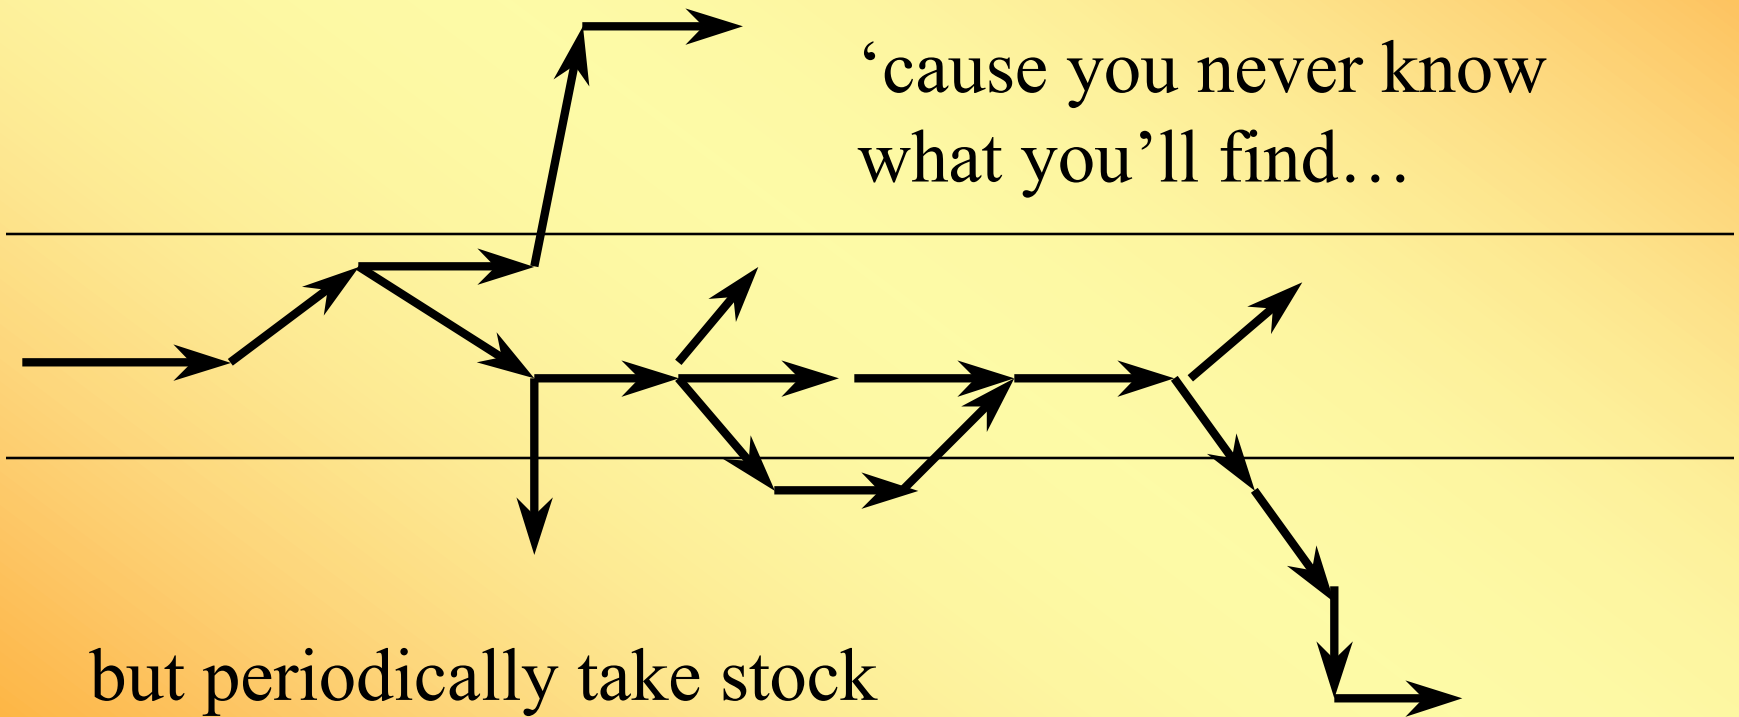 ‘cause you never know
what you’ll find…
but periodically take stock